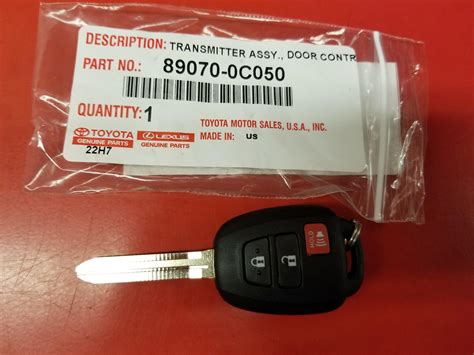 DESCRIPTION: TRANSMITTER ASSY., DOOR CONTR
PART NO.: 89070-0C050
QUANTITY: 1
TOYOTA MOTOR SALES, U.S.A., INC.
TOYOTA LEXUS MADE IN: US
GENUINE PARTS GENUINE PARTS
22H7
HOLD